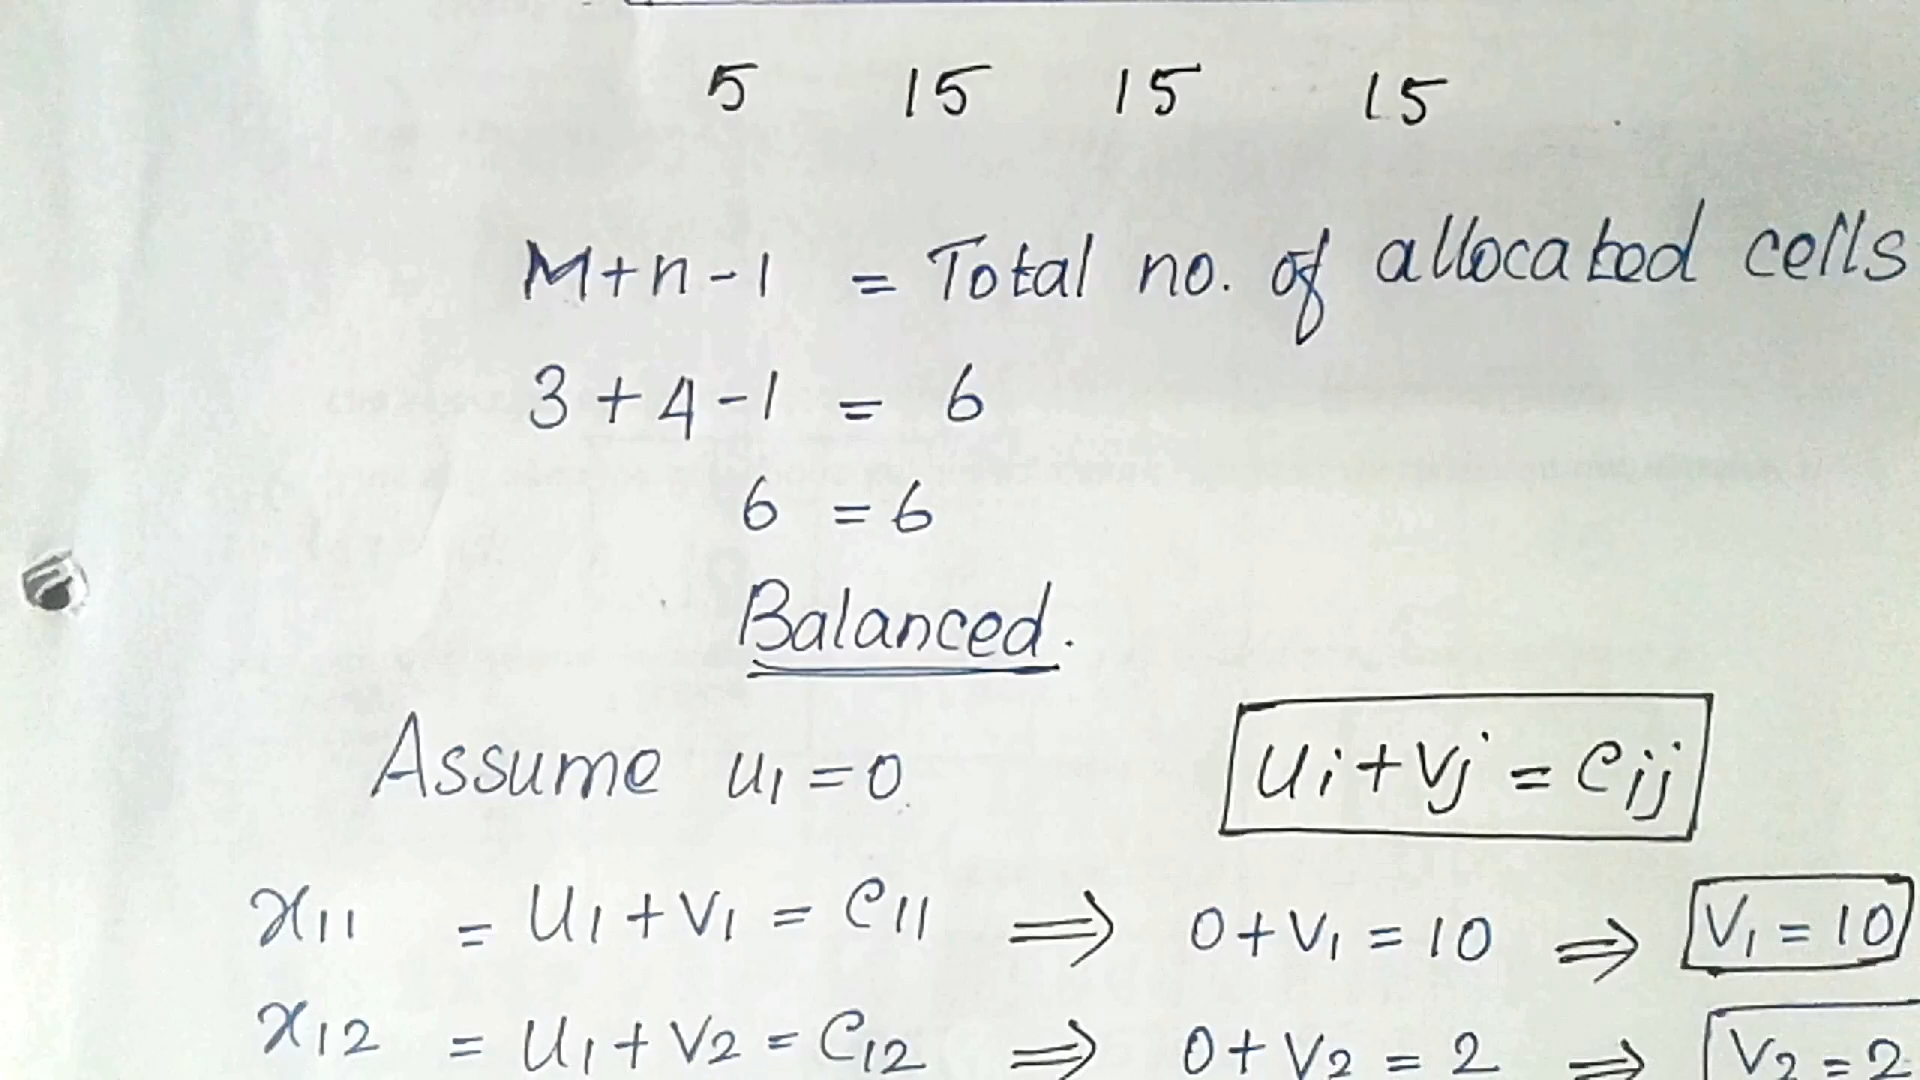 5 15 15 15
M+n-1 = Total no. of allocated cells
3+4-1 = 6
6 = 6
Balanced.
Assume u1 = 0
ui+vj = cij
x11 = U1+V1 = C11 ⟹ 0+V1 = 10 ⟹ V1 = 10
x12 = U1+V2 = C12 ⟹ 0+V2 = 2 ⟹ V2 = 2